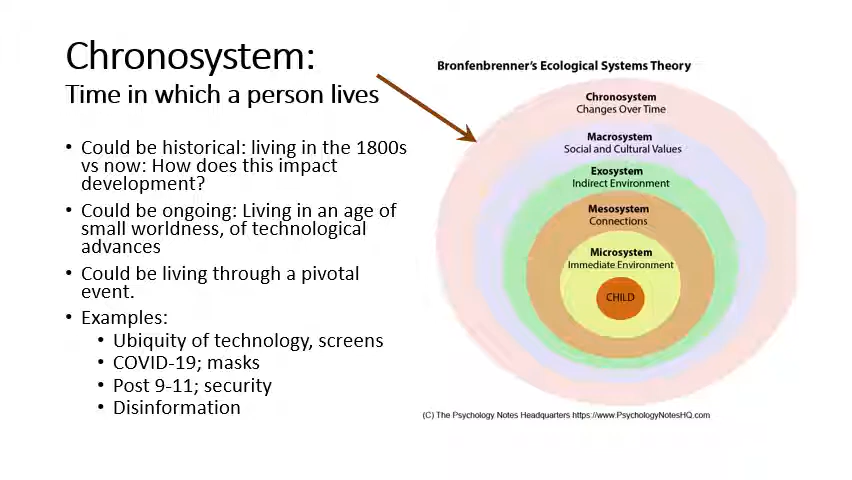 Chronosystem:
Time in which a person lives
• Could be historical: living in the 1800s
vs now: How does this impact
development?
• Could be ongoing: Living in an age of
small worldness, of technological
advances
• Could be living through a pivotal
event.
• Examples:
• Ubiquity of technology, screens
• COVID-19; masks
• Post 9-11; security
• Disinformation
Bronfenbrenner's Ecological Systems Theory
Chronosystem
Changes Over Time
Macrosystem
Social and Cultural Values
Exosystem
Indirect Environment
Mesosystem
Connections
Microsystem
Immediate Environment
CHILD
(C) The Psychology Notes Headquarters https://www.PsychologyNotesHQ.com